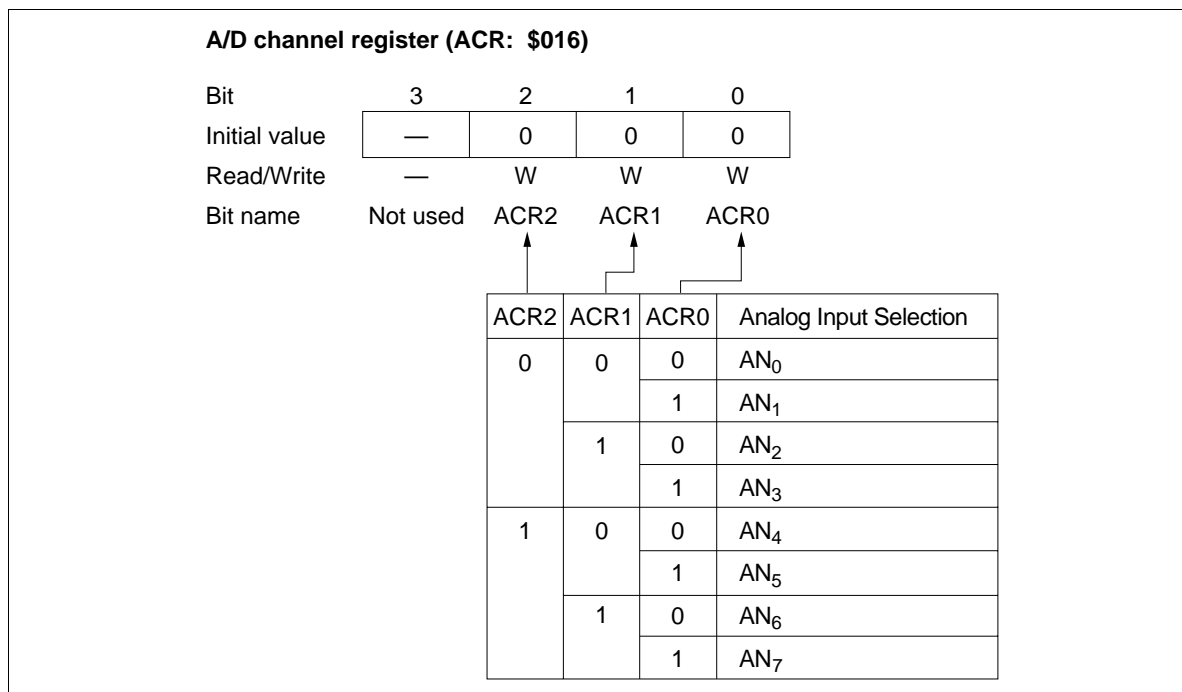 A/D channel register (ACR: $016)
Bit 3 2 1 0
Initial value — 0 0 0
Read/Write — W W W
Bit name Not used ACR2 ACR1 ACR0
ACR2 ACR1 ACR0 Analog Input Selection
0 0 0 AN0
1 AN1
1 0 AN2
1 AN3
1 0 0 AN4
1 AN5
1 0 AN6
1 AN7